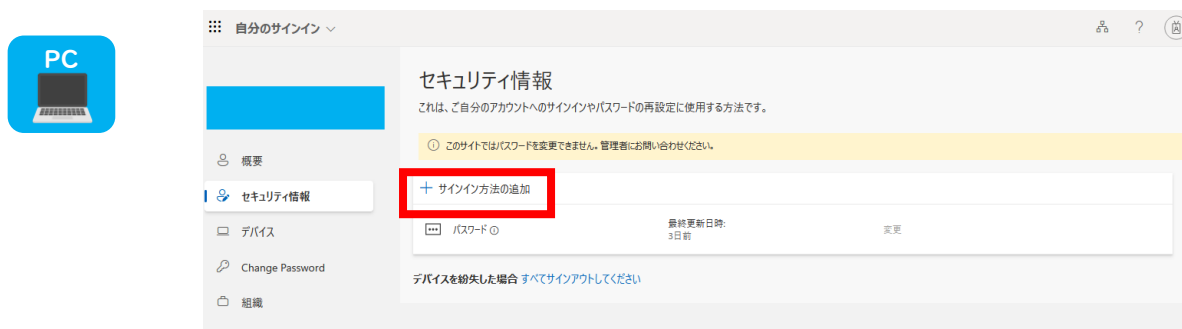 PC
自分のサインイン
?
セキュリティ情報
これは、ご自分のアカウントへのサインインやパスワードの再設定に使用する方法です。
このサイトではパスワードを変更できません。管理者にお問い合わせください。
概要
セキュリティ情報
デバイス
Change Password
組織
+ サインイン方法の追加
パスワード
最終更新日時:
3日前
変更
デバイスを紛失した場合 すべてサインアウトしてください